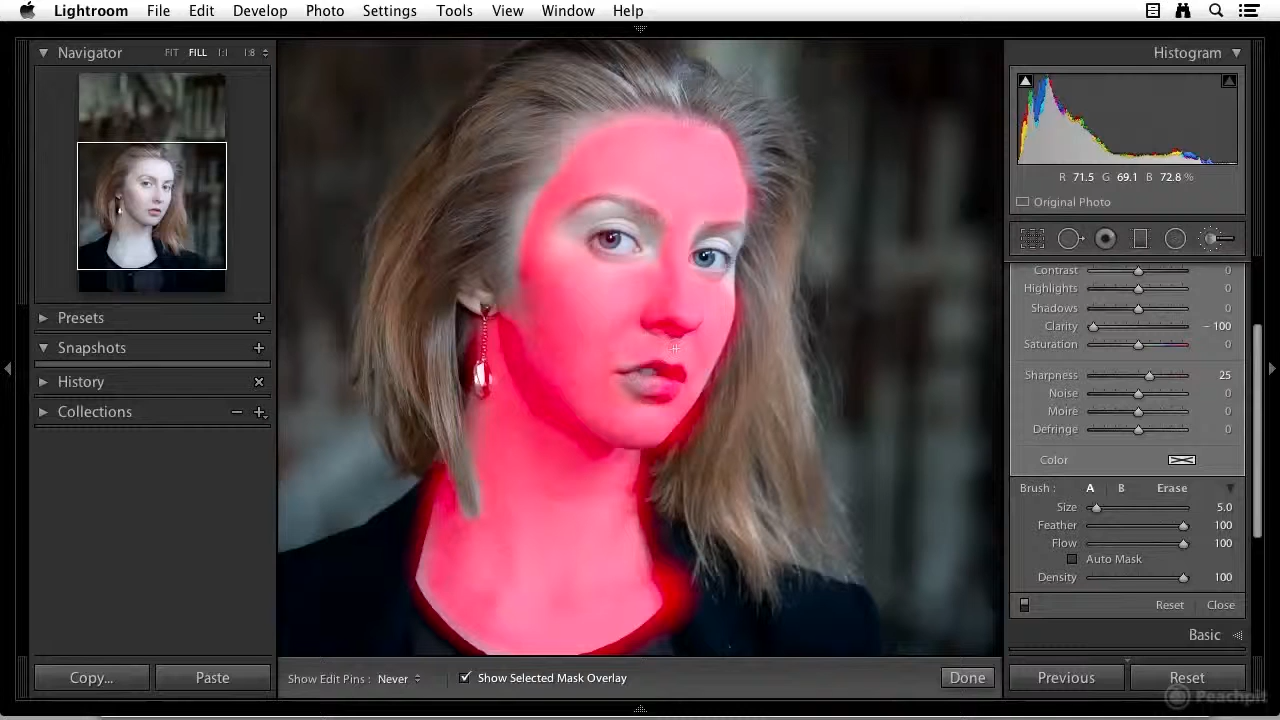 Lightroom File Edit Develop Photo Settings Tools View Window Help
Navigator FIT FILL 1:1 1:8
Presets
Snapshots
History
Collections
Copy...
Paste
Show Edit Pins : Never
Show Selected Mask Overlay
Done
Histogram
R 71.5 G 69.1 B 72.8 %
Original Photo
Contrast 0
Highlights 0
Shadows 0
Clarity – 100
Saturation 0
Sharpness 25
Noise 0
Moire 0
Defringe 0
Color
Brush : A B Erase
Size 5.0
Feather 100
Flow 100
Auto Mask
Density 100
Reset Close
Basic
Previous
Reset
Peachpit